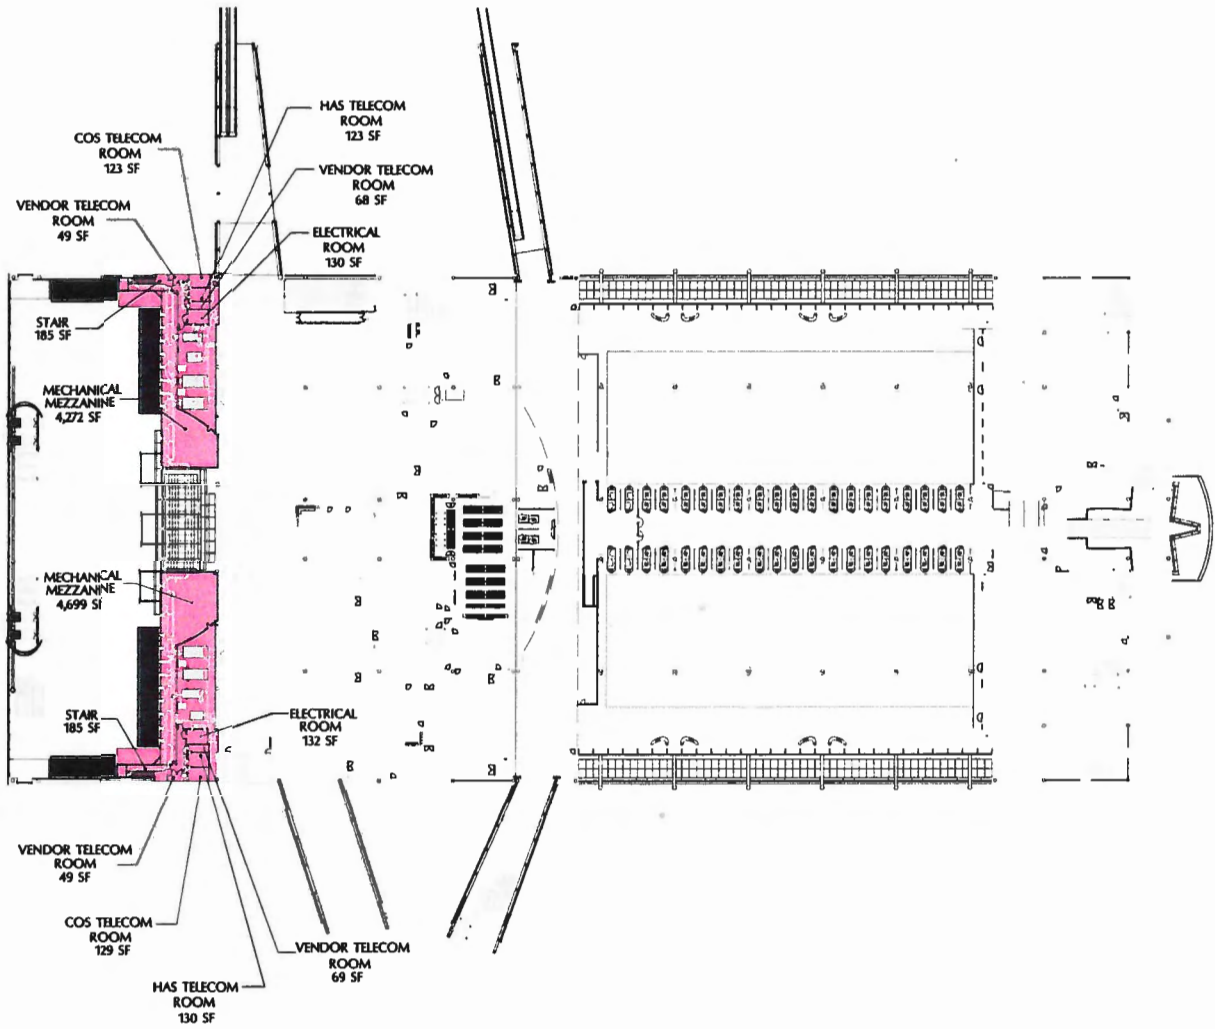 HAS TELECOM
ROOM
123 SF
COS TELECOM
ROOM
123 SF
VENDOR TELECOM
ROOM
68 SF
VENDOR TELECOM
ROOM
49 SF
ELECTRICAL
ROOM
130 SF
STAIR
185 SF
MECHANICAL
MEZZANINE
4,272 SF
MECHANICAL
MEZZANINE
4,699 SF
STAIR
185 SF
ELECTRICAL
ROOM
132 SF
VENDOR TELECOM
ROOM
49 SF
COS TELECOM
ROOM
129 SF
VENDOR TELECOM
ROOM
69 SF
HAS TELECOM
ROOM
130 SF